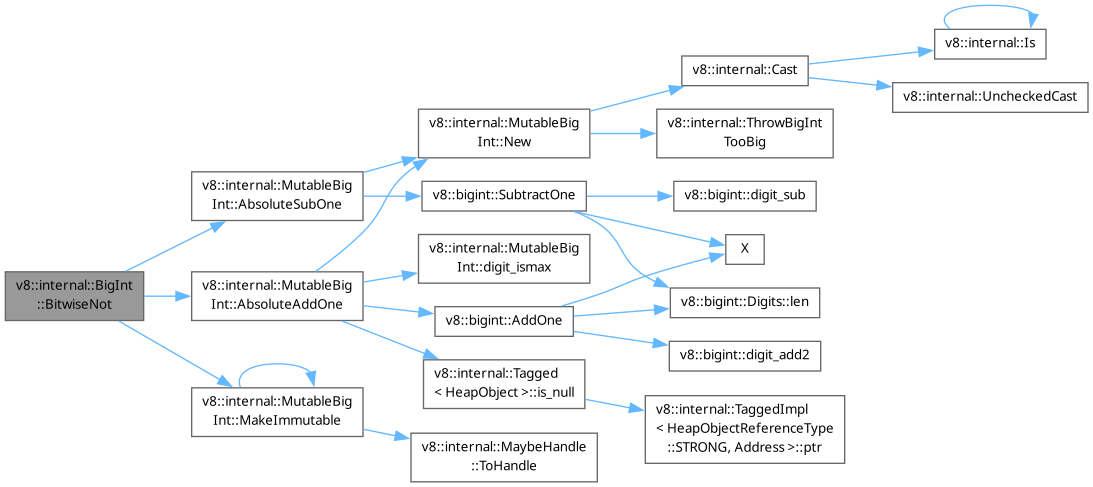 v8::internal::BigInt
::BitwiseNot
v8::internal::MutableBig
Int::AbsoluteSubOne
v8::internal::MutableBig
Int::AbsoluteAddOne
v8::internal::MutableBig
Int::MakeImmutable
v8::internal::MutableBig
Int::New
v8::bigint::SubtractOne
v8::internal::MutableBig
Int::digit_ismax
v8::bigint::AddOne
v8::internal::Tagged
< HeapObject >::is_null
v8::internal::MaybeHandle
::ToHandle
v8::internal::Cast
v8::internal::ThrowBigInt
TooBig
v8::bigint::digit_sub
X
v8::bigint::Digits::len
v8::bigint::digit_add2
v8::internal::TaggedImpl
< HeapObjectReferenceType
::STRONG, Address >::ptr
v8::internal::Is
v8::internal::UncheckedCast